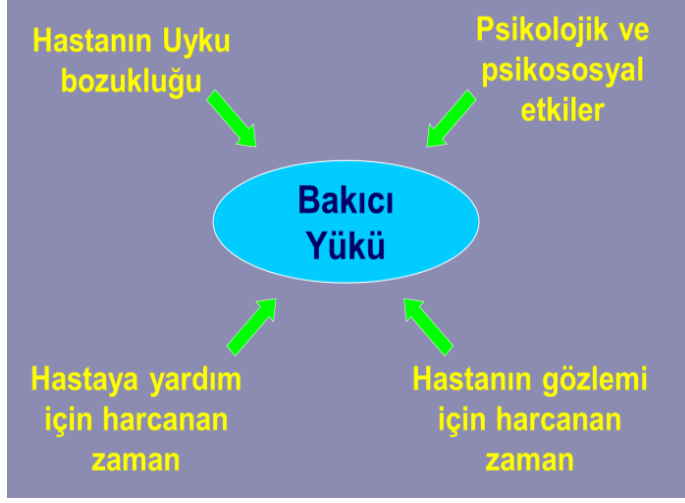 Hastanın Uyku
bozukluğu
Psikolojik ve
psikososyal
etkiler
Bakıcı
Yükü
Hastaya yardım
için harcanan
zaman
Hastanın gözlemi
için harcanan
zaman